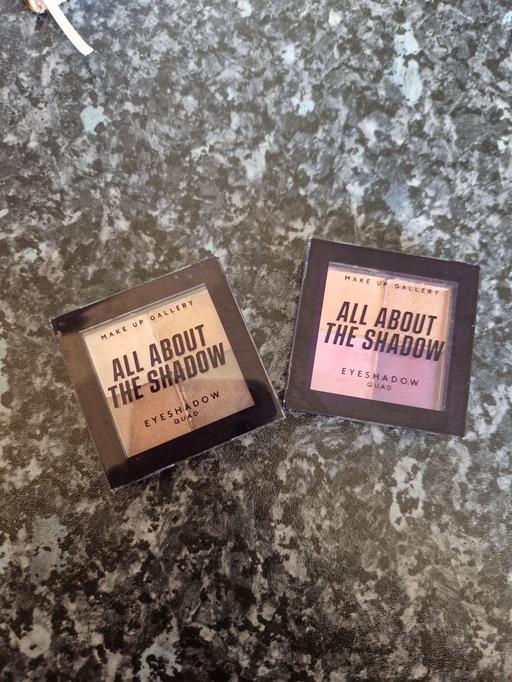 MAKE UP GALLERY
ALL ABOUT
THE SHADOW
EYESHADOW
QUAD
MAKE UP GALLERY
ALL ABOUT
THE SHADOW
EYESHADOW
QUAD